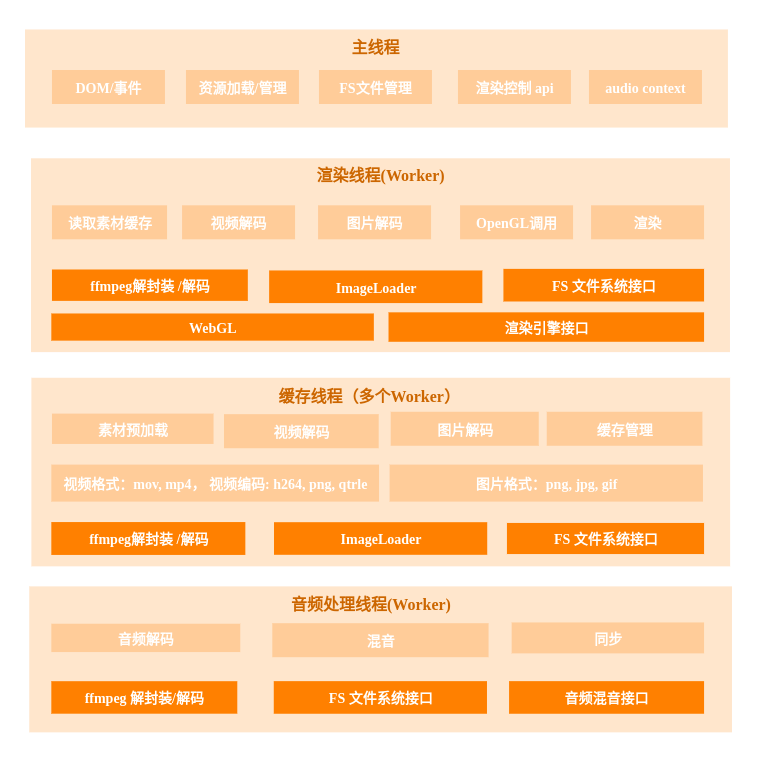 主线程
DOM/事件
资源加载/管理
FS文件管理
渲染控制 api
audio context
渲染线程(Worker)
读取素材缓存
视频解码
图片解码
OpenGL调用
渲染
ffmpeg解封装 /解码
ImageLoader
FS 文件系统接口
WebGL
渲染引擎接口
缓存线程（多个Worker）
素材预加载
视频解码
图片解码
缓存管理
视频格式：mov, mp4， 视频编码: h264, png, qtrle
图片格式：png, jpg, gif
ffmpeg解封装 /解码
ImageLoader
FS 文件系统接口
音频处理线程(Worker)
音频解码
混音
同步
ffmpeg 解封装/解码
FS 文件系统接口
音频混音接口